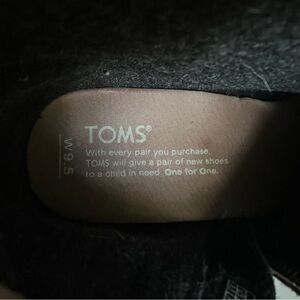 TOMS®
With every pair you purchase,
TOMS will give a pair of new shoes
to a child in need. One for One.
W 9.5